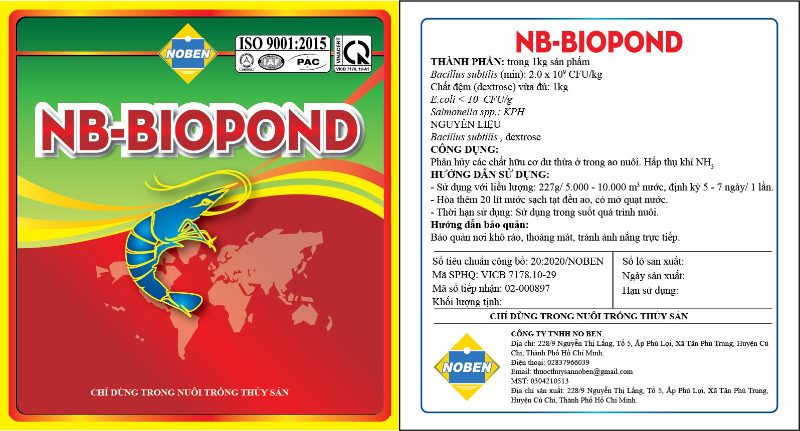 NOBEN
ISO 9001:2015
IAF
PAC
VINACERT
VICB 7178, 10-A1
NB-BIOPOND
CHỈ DÙNG TRONG NUÔI TRỒNG THỦY SẢN
NOBEN
NB-BIOPOND
THÀNH PHẦN: trong 1kg sản phẩm
Bacillus subtilis (min): 2.0 x 10⁹ CFU/kg
Chất đệm (dextrose) vừa đủ: 1kg
E.coli < 10 CFU/g
Salmonella spp.: KPH
NGUYÊN LIỆU
Bacillus subtilis , dextrose
CÔNG DỤNG:
Phân hủy các chất hữu cơ dư thừa ở trong ao nuôi. Hấp thụ khí NH₃
HƯỚNG DẪN SỬ DỤNG:
- Sử dụng với liều lượng: 227g/ 5.000 - 10.000 m³ nước, định kỳ 5 - 7 ngày/ 1 lần.
- Hòa thêm 20 lít nước sạch tạt đều ao, có mở quạt nước.
- Thời hạn sử dụng: Sử dụng trong suốt quá trình nuôi.
Hướng dẫn bảo quản:
Bảo quản nơi khô ráo, thoáng mát, tránh ánh nắng trực tiếp.
Số tiêu chuẩn công bố: 20:2020/NOBEN
Mã SPHQ: VICB 7178.10-29
Mã số tiếp nhận: 02-000897
Khối lượng tịnh:
Số lô sản xuất:
Ngày sản xuất:
Hạn sử dụng:
CHỈ DÙNG TRONG NUÔI TRỒNG THỦY SẢN
NOBEN
CÔNG TY TNHH NO BEN
Địa chỉ: 228/9 Nguyễn Thị Lắng, Tổ 5, Ấp Phú Lợi, Xã Tân Phú Trung, Huyện Củ
Chi, Thành Phố Hồ Chí Minh.
Điện thoại: 02837966039
Email: thuocthuysannoben@gmail.com
MST: 0304210513
Địa chỉ sản xuất: 228/9 Nguyễn Thị Lắng, Tổ 5, Ấp Phú Lợi, Xã Tân Phú Trung,
Huyện Củ Chi, Thành Phố Hồ Chí Minh.